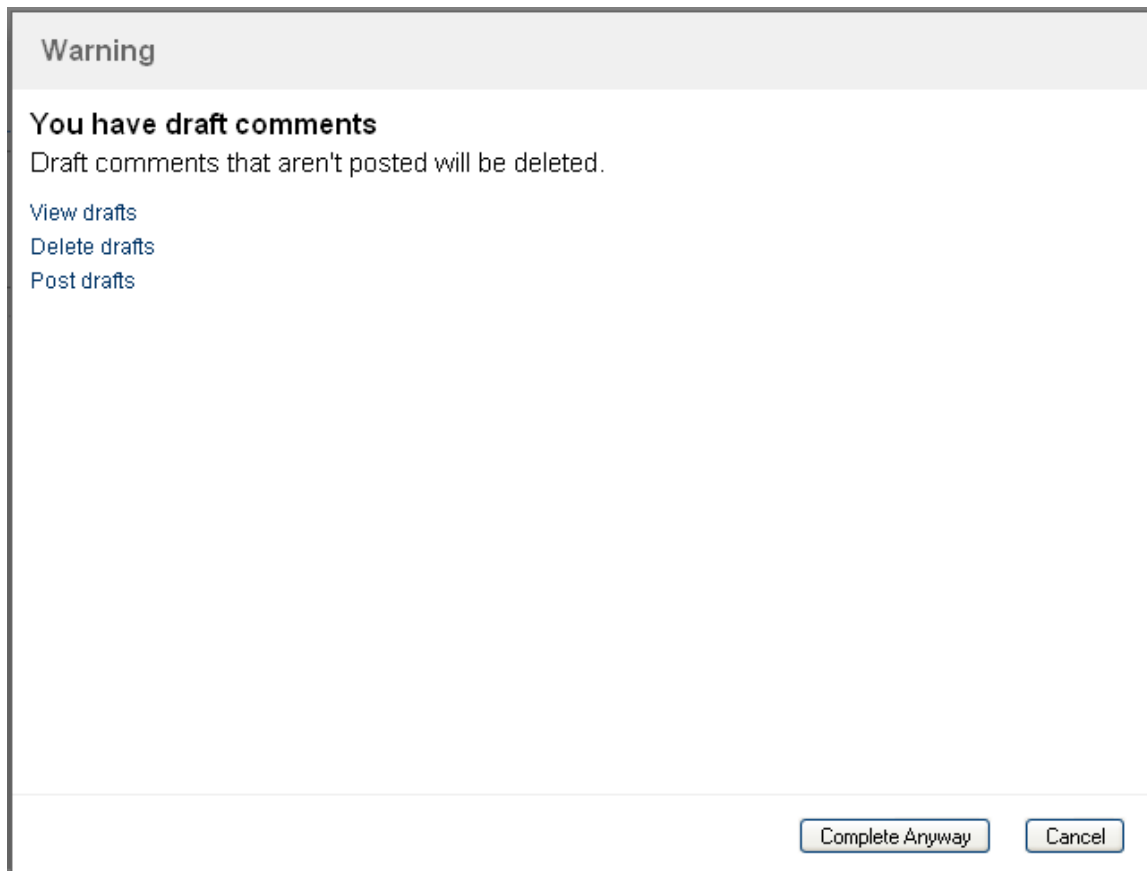 Warning
You have draft comments
Draft comments that aren't posted will be deleted.
View drafts
Delete drafts
Post drafts
Complete Anyway
Cancel